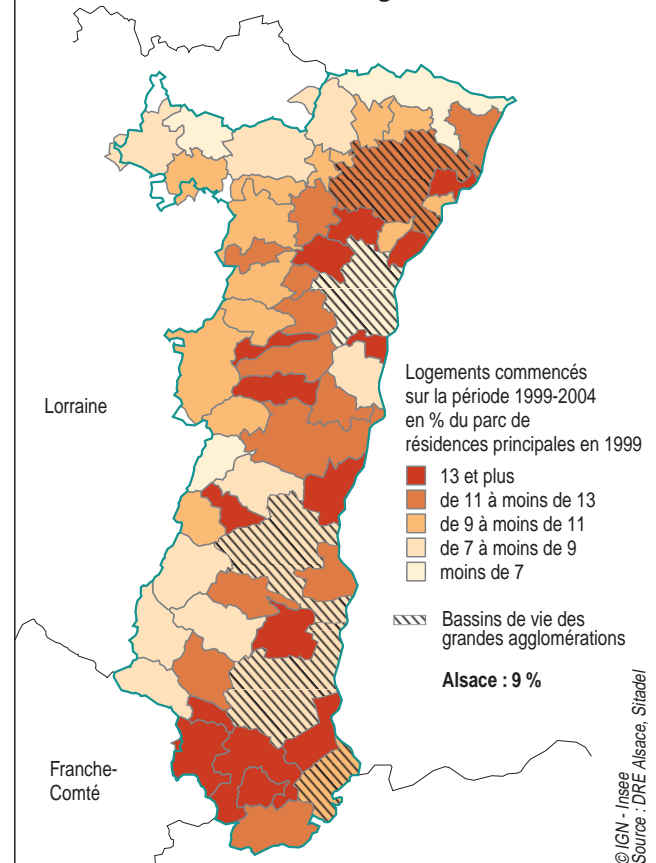 Lorraine
Logements commencés
sur la période 1999-2004
en % du parc de
résidences principales en 1999
13 et plus
de 11 à moins de 13
de 9 à moins de 11
de 7 à moins de 9
moins de 7
Bassins de vie des
grandes agglomérations
Alsace : 9 %
Franche-
Comté
© IGN - Insee
Source : DRE Alsace, Sitadel